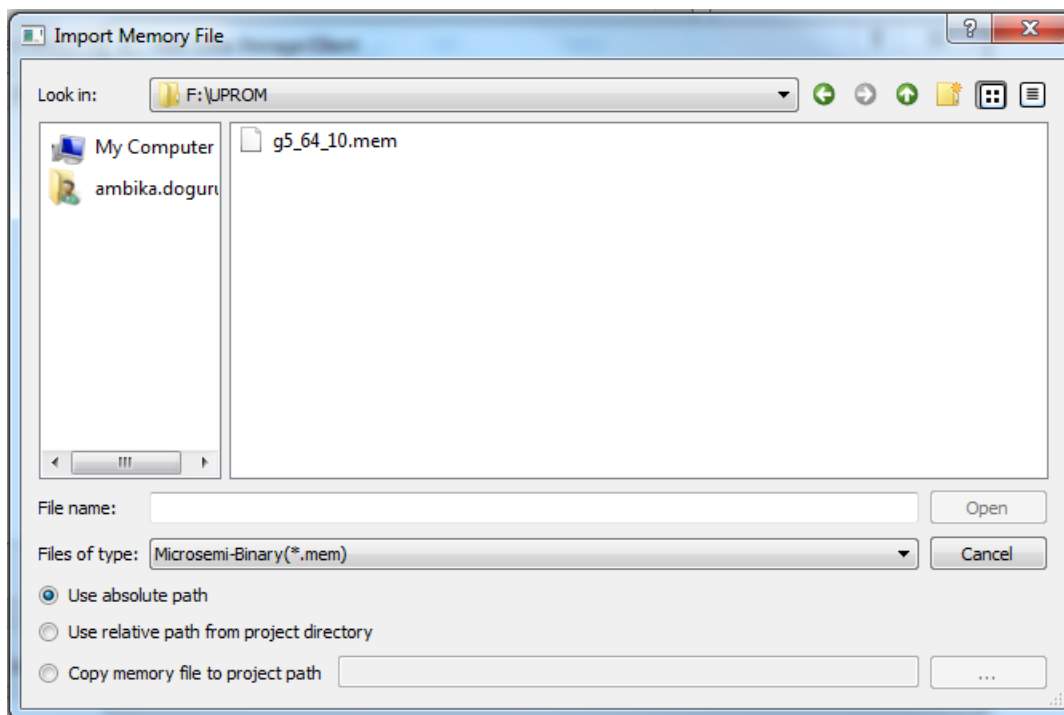 Import Memory File
Look in: F:\UPROM
My Computer
ambika.doguru
g5_64_10.mem
File name: Open
Files of type: Microsemi-Binary(*.mem) Cancel
Use absolute path
Use relative path from project directory
Copy memory file to project path ...